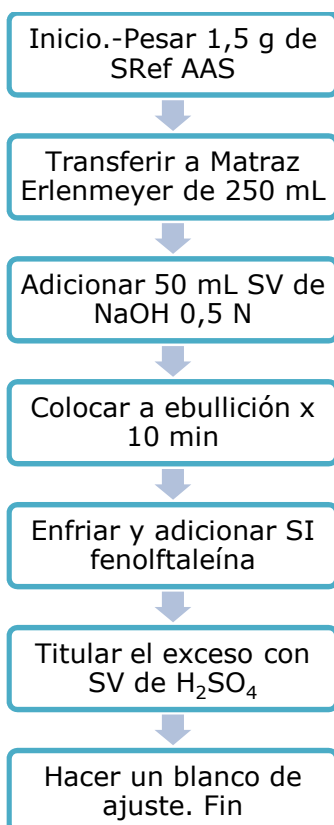 Inicio.-Pesar 1,5 g de
SRef AAS
Transferir a Matraz
Erlenmeyer de 250 mL
Adicionar 50 mL SV de
NaOH 0,5 N
Colocar a ebullición x
10 min
Enfriar y adicionar SI
fenolftaleína
Titular el exceso con
SV de H₂SO₄
Hacer un blanco de
ajuste. Fin